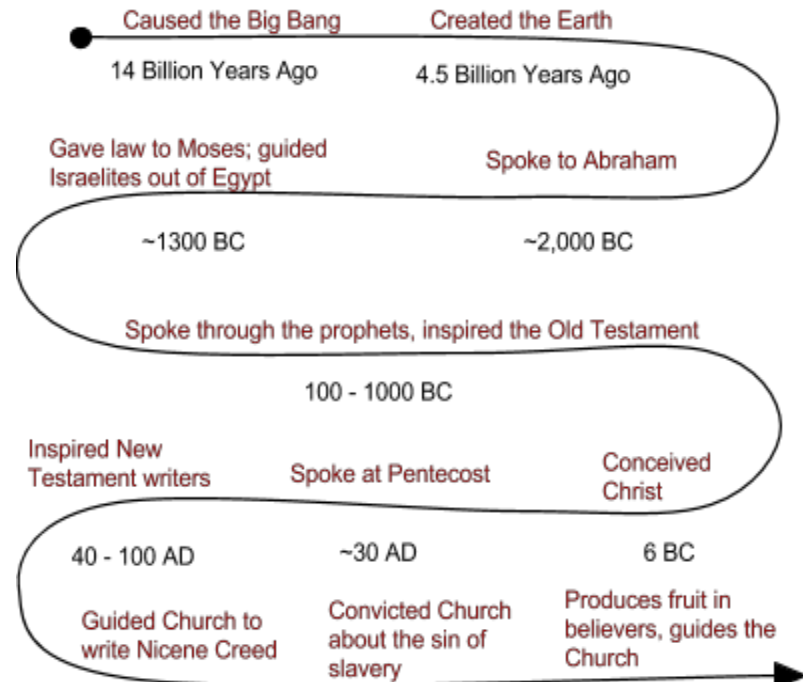 Caused the Big Bang
Created the Earth
14 Billion Years Ago
4.5 Billion Years Ago
Gave law to Moses; guided
Israelites out of Egypt
Spoke to Abraham
~1300 BC
~2,000 BC
Spoke through the prophets, inspired the Old Testament
100 - 1000 BC
Inspired New
Testament writers
Spoke at Pentecost
Conceived
Christ
40 - 100 AD
~30 AD
6 BC
Guided Church to
write Nicene Creed
Convicted Church
about the sin of
slavery
Produces fruit in
believers, guides the
Church